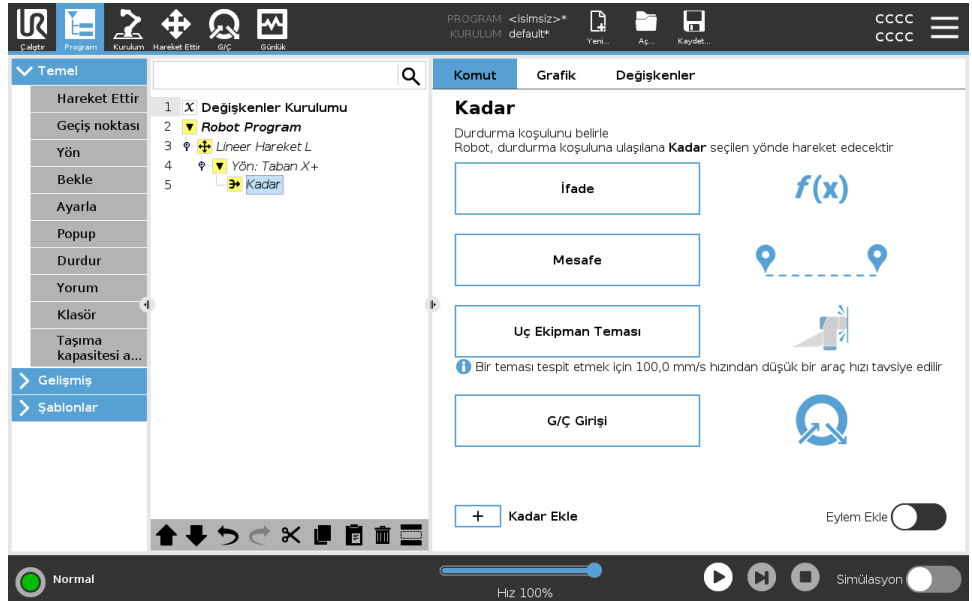 UR
Çalıştır
Program
Kurulum
Hareket Ettir
G/Ç
Günlük
PROGRAM <isimsiz>*
KURULUM default*
Yeni...
Aç...
Kaydet...
CCCC
CCCC
Temel
Hareket Ettir
Geçiş noktası
Yön
Bekle
Ayarla
Popup
Durdur
Yorum
Klasör
Taşıma
kapasitesi a...
Gelişmiş
Şablonlar
1 X Değişkenler Kurulumu
2 Robot Program
3 Lineer Hareket L
4 Yön: Taban X+
5 Kadar
Komut Grafik Değişkenler
Kadar
Durdurma koşulunu belirle
Robot, durdurma koşuluna ulaşılana Kadar seçilen yönde hareket edecektir
İfade
f(x)
Mesafe
Uç Ekipman Teması
i Bir teması tespit etmek için 100,0 mm/s hızından düşük bir araç hızı tavsiye edilir
G/Ç Girişi
+ Kadar Ekle
Eylem Ekle
Normal
Hız 100%
Simülasyon